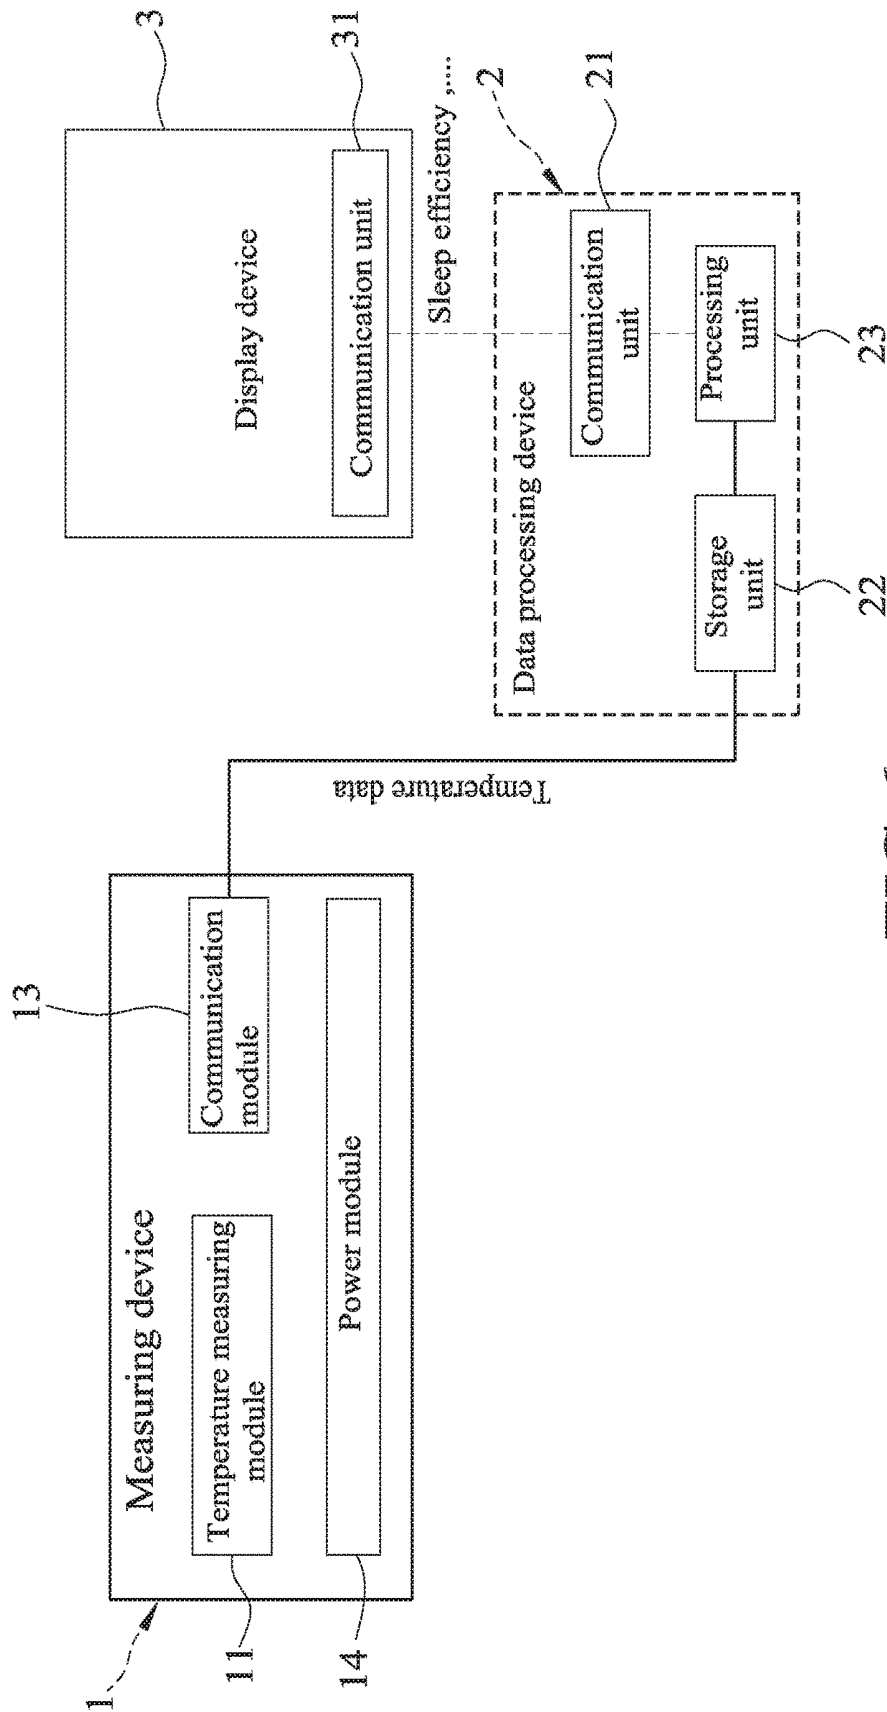 1
Measuring device
11
Temperature measuring
module
13
Communication
module
14
Power module
Temperature data
3
Display device
31
Communication unit
Sleep efficiency ,....
2
Data processing device
21
Communication
unit
22
Storage
unit
23
Processing
unit